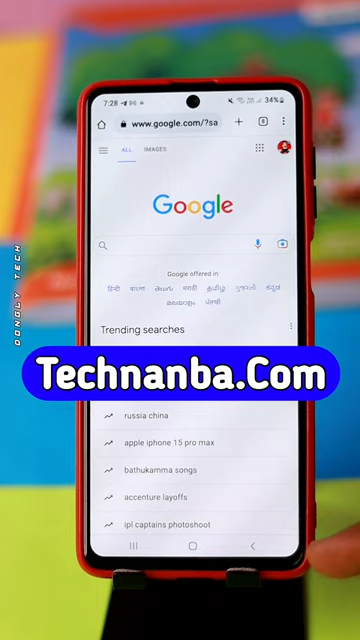 7:28
34%
www.google.com/?sa
8
ALL IMAGES
Google
Google offered in:
हिन्दी বাংলা తెలుగు मराठी தமிழ் ગુજરાતી ಕನ್ನಡ
മലയാളം ਪੰਜਾਬੀ
Trending searches
Technanba.Com
russia china
apple iphone 15 pro max
bathukamma songs
accenture layoffs
ipl captains photoshoot
DONGLY TECH